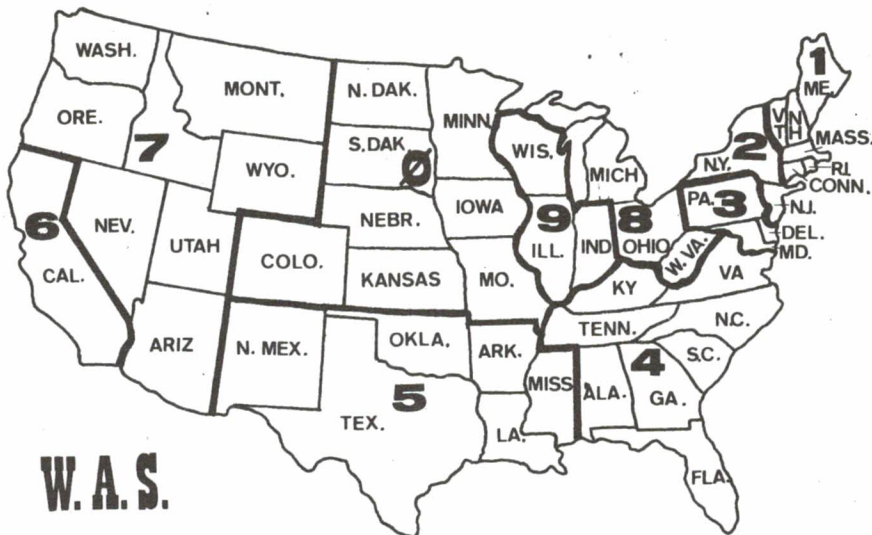 WASH.
MONT.
N. DAK.
MINN
1
ME.
ORE.
7
S. DAK
Ø
WIS.
MICH
N.Y.
2
VT
NH
MASS.
R.I.
CONN.
WYO.
NEBR.
IOWA
9
ILL.
IND
8
OHIO
PA.
3
N.J.
DEL.
MD.
6
CAL.
NEV.
UTAH
COLO.
KANSAS
MO.
KY
W. VA.
VA
ARIZ
N. MEX.
OKLA.
ARK.
TENN.
N.C.
S.C.
4
TEX.
5
LA.
MISS
ALA.
GA.
FLA.
W. A. S.